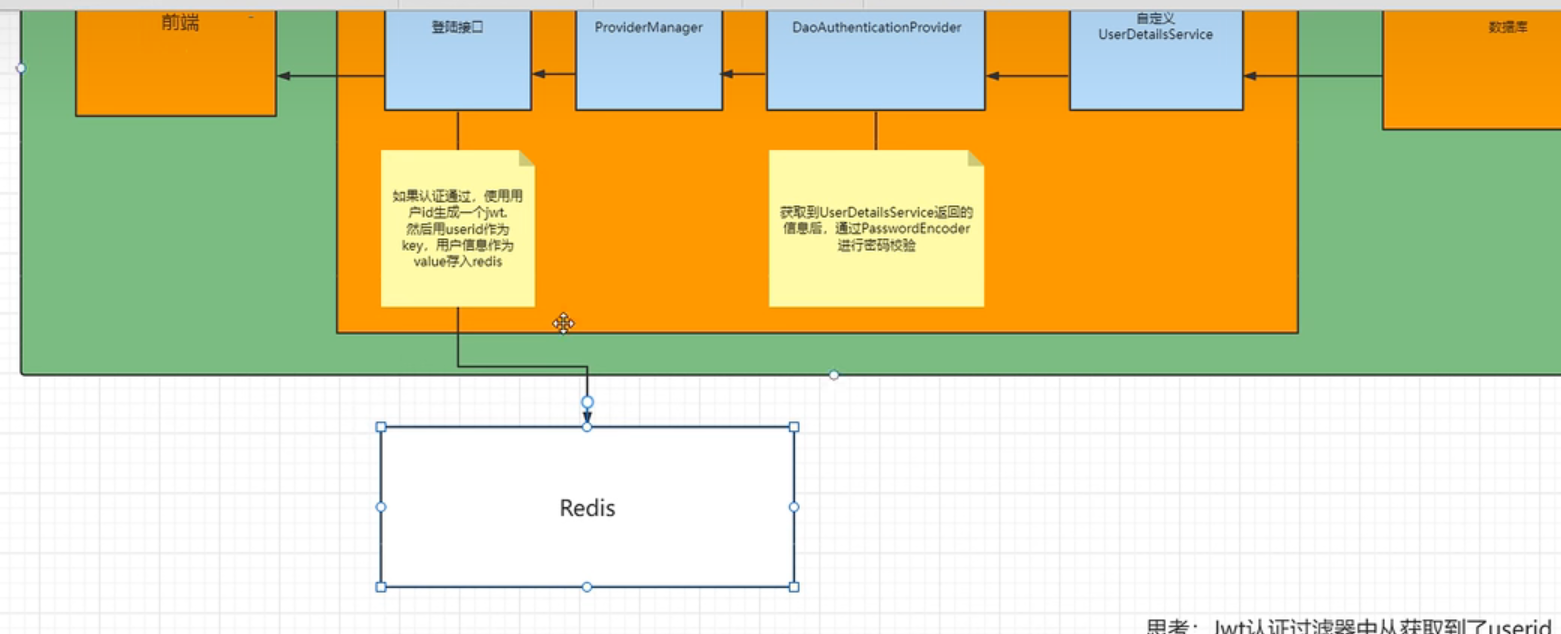 前端
登陆接口
ProviderManager
DaoAuthenticationProvider
自定义
UserDetailsService
数据库
如果认证通过，使用用
户id生成一个jwt.
然后用userid作为
key，用户信息作为
value存入redis
获取到UserDetailsService返回的
信息后，通过PasswordEncoder
进行密码校验
Redis
思考：Jwt认证过滤器中从获取到了userid